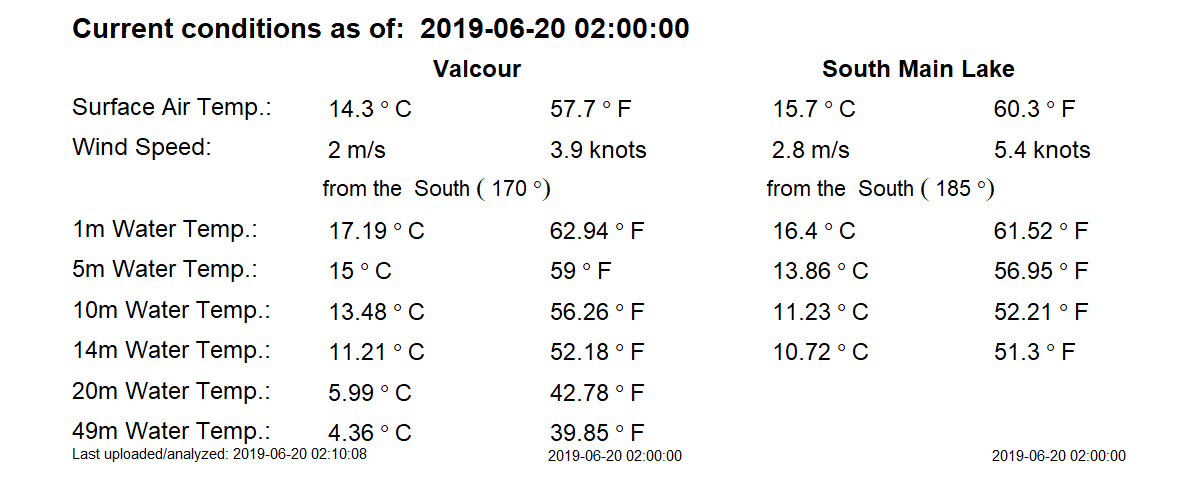 Current conditions as of: 2019-06-20 02:00:00
Valcour South Main Lake
Surface Air Temp.: 14.3 ° C 57.7 ° F 15.7 ° C 60.3 ° F
Wind Speed: 2 m/s 3.9 knots 2.8 m/s 5.4 knots
from the South ( 170 °) from the South ( 185 °)
1m Water Temp.: 17.19 ° C 62.94 ° F 16.4 ° C 61.52 ° F
5m Water Temp.: 15 ° C 59 ° F 13.86 ° C 56.95 ° F
10m Water Temp.: 13.48 ° C 56.26 ° F 11.23 ° C 52.21 ° F
14m Water Temp.: 11.21 ° C 52.18 ° F 10.72 ° C 51.3 ° F
20m Water Temp.: 5.99 ° C 42.78 ° F
49m Water Temp.: 4.36 ° C 39.85 ° F
Last uploaded/analyzed: 2019-06-20 02:10:08 2019-06-20 02:00:00 2019-06-20 02:00:00